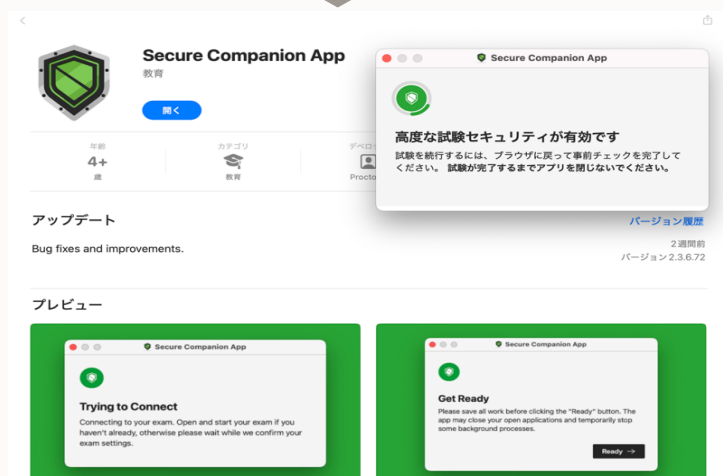 Secure Companion App
教育
開く
年齢
4+
歳
カテゴリ
教育
Secure Companion App
高度な試験セキュリティが有効です
試験を続行するには、ブラウザに戻って事前チェックを完了して
ください。 試験が完了するまでアプリを閉じないでください。
アップデート
バージョン履歴
Bug fixes and improvements.
2週間前
バージョン 2.3.6.72
プレビュー
Secure Companion App
Trying to Connect
Connecting to your exam. Open and start your exam if you
haven't already, otherwise please wait while we confirm your
exam settings.
Secure Companion App
Get Ready
Please save all work before clicking the "Ready" button. The
app may close your open applications and temporarily stop
some background processes.
Ready →